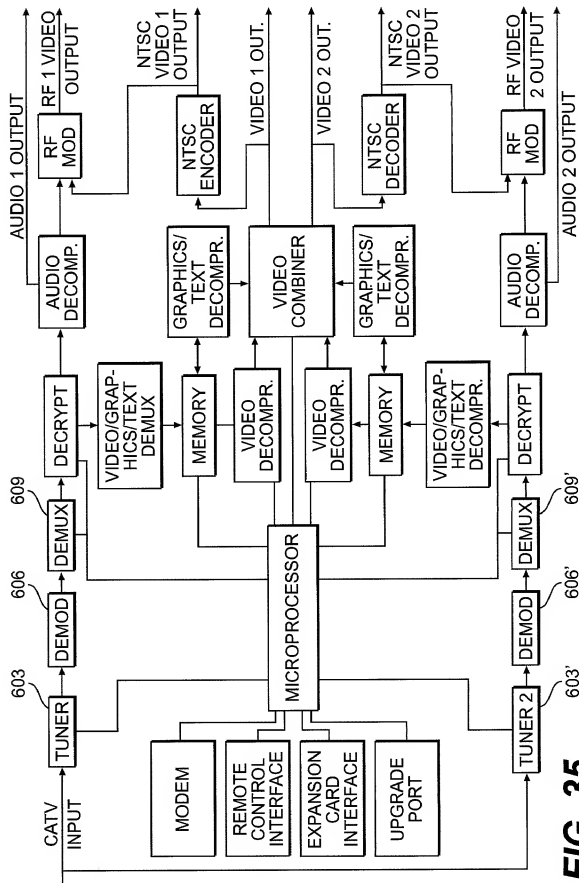 AUDIO 1 OUTPUT
RF 1 VIDEO
OUTPUT
NTSC
VIDEO 1
OUTPUT
VIDEO 1 OUT.
VIDEO 2 OUT.
NTSC
VIDEO 2
OUTPUT
RF VIDEO
2 OUTPUT
AUDIO 2 OUTPUT
RF
MOD
NTSC
ENCODER
NTSC
DECODER
RF
MOD
AUDIO
DECOMP.
GRAPHICS/
TEXT
DECOMPR.
VIDEO
COMBINER
GRAPHICS/
TEXT
DECOMPR.
AUDIO
DECOMP.
DECRYPT
VIDEO/GRAP-
HICS/TEXT
DEMUX
MEMORY
VIDEO
DECOMPR.
VIDEO
DECOMPR.
MEMORY
VIDEO/GRAP-
HICS/TEXT
DECOMPR.
DECRYPT
609
DEMUX
DEMUX
609'
606
DEMOD
MICROPROCESSOR
DEMOD
606'
603
TUNER
TUNER 2
603'
MODEM
REMOTE
CONTROL
INTERFACE
EXPANSION
CARD
INTERFACE
UPGRADE
PORT
CATV
INPUT
FIG. 35